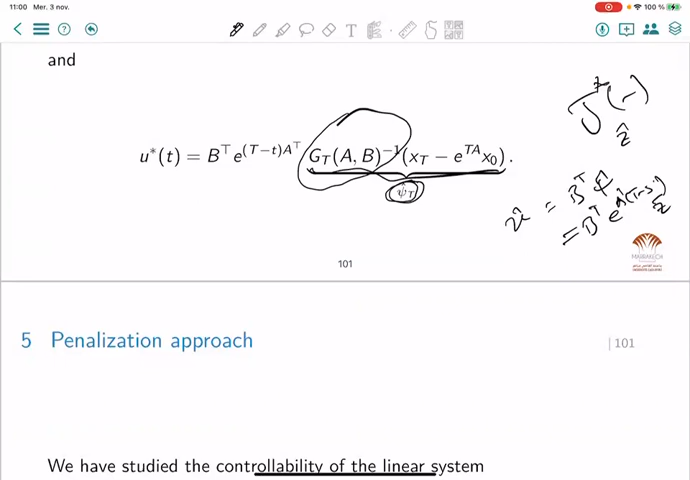 11:00 Mer. 3 nov. 100 %
and
u*(t) = B⊤ e^{(T−t)A⊤} G_T(A, B)^{−1} (x_T − e^{TA} x_0).
ψ_T
101
MARRAKECH
5 Penalization approach
| 101
We have studied the controllability of the linear system